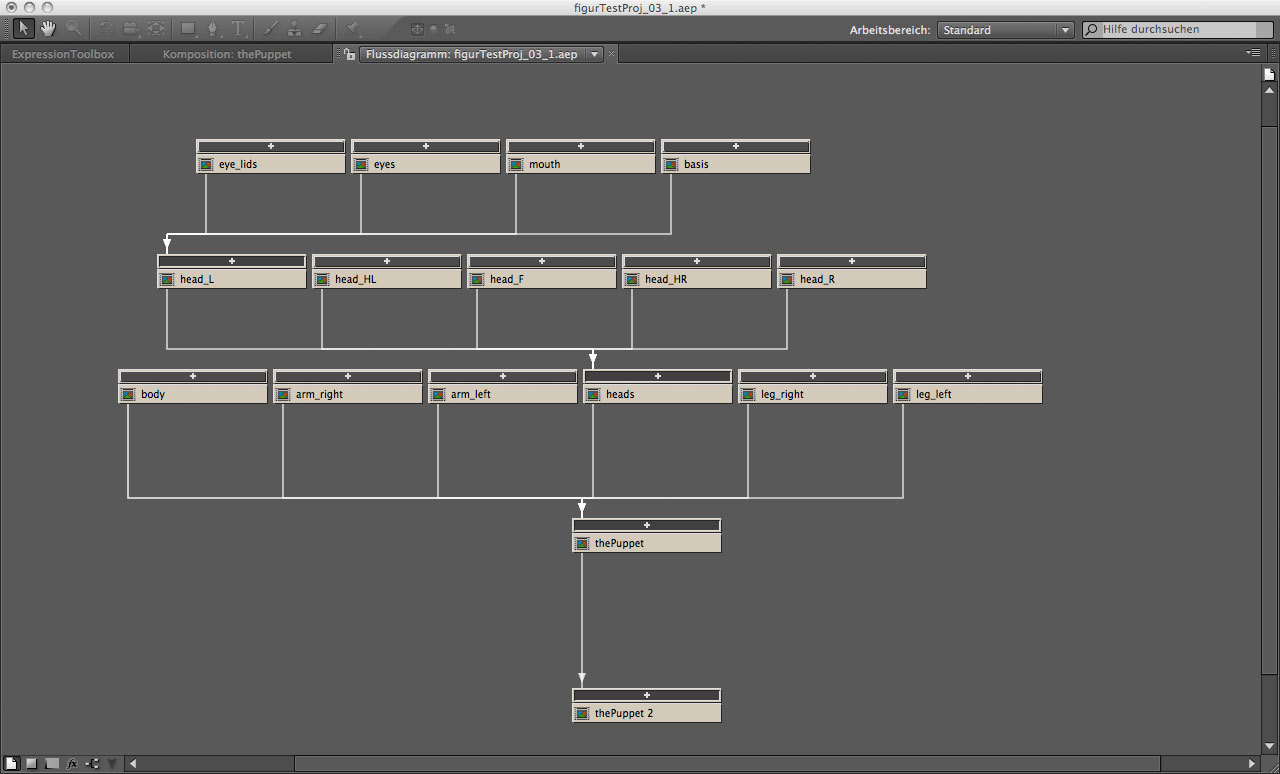 figurTestProj_03_1.aep *
Arbeitsbereich: Standard Hilfe durchsuchen
ExpressionToolbox Komposition: thePuppet Flussdiagramm: figurTestProj_03_1.aep
eye_lids eyes mouth basis
head_L head_HL head_F head_HR head_R
body arm_right arm_left heads leg_right leg_left
thePuppet
thePuppet 2